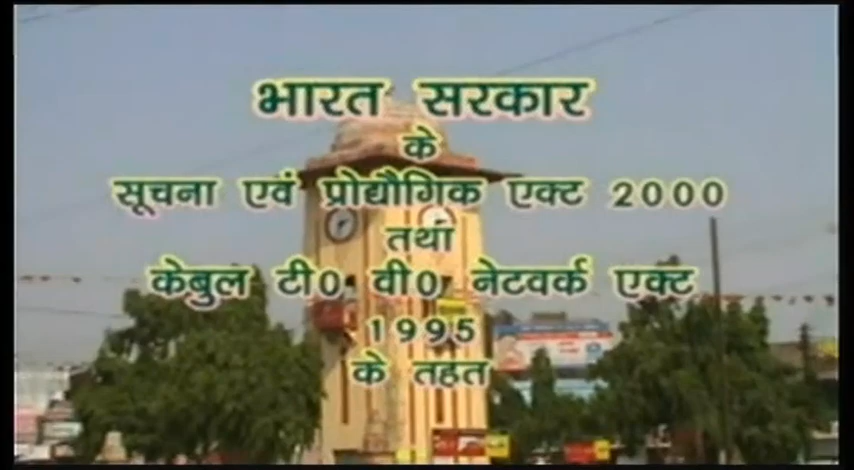 भारत सरकार
के
सूचना एवं प्रोद्यौगिक एक्ट 2000
तथा
केबुल टी0 वी0 नेटवर्क एक्ट
1995
के तहत